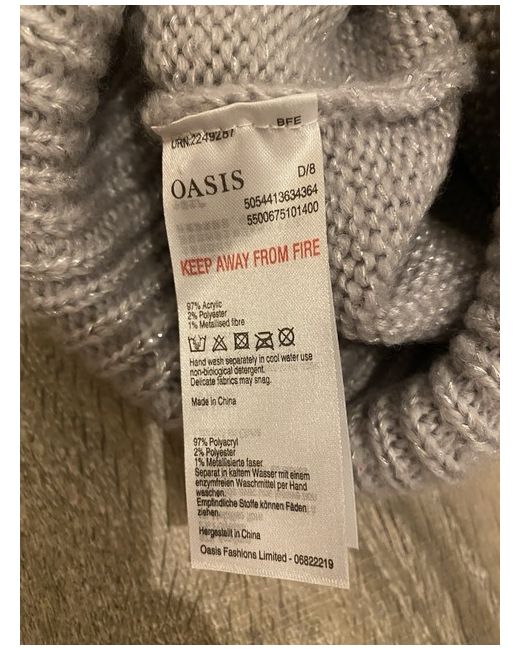 URN:2249287 BFE
OASIS
D/8
5054413634364
5500675101400
KEEP AWAY FROM FIRE
97% Acrylic
2% Polyester
1% Metallised fibre
Hand wash separately in cool water use
non-biological detergent.
Delicate fabrics may snag.
Made in China
97% Polyacryl
2% Polyester
1% Metallisierte faser
Separat in kaltem Wasser mit einem
enzymfreien Waschmittel per Hand
waschen.
Empfindliche Stoffe können Fäden
ziehen.
Hergestellt in China
Oasis Fashions Limited - 06822219